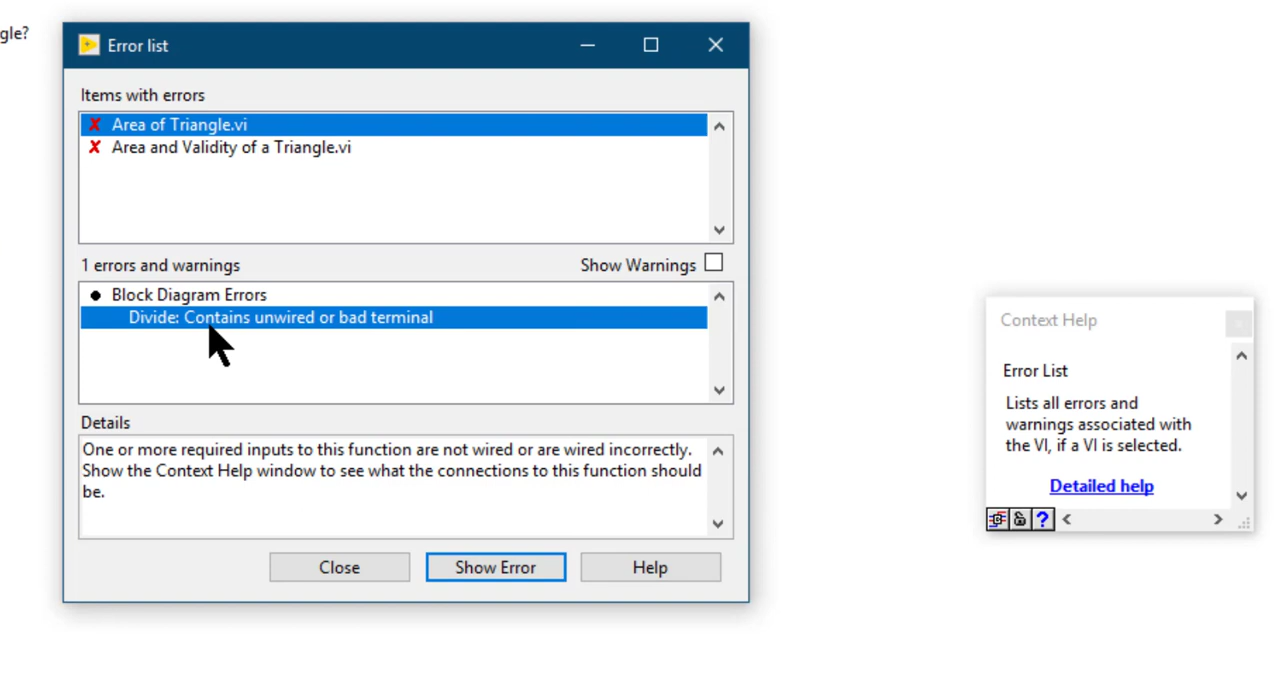 gle?
Error list
Items with errors
Area of Triangle.vi
Area and Validity of a Triangle.vi
1 errors and warnings
Show Warnings
Block Diagram Errors
Divide: Contains unwired or bad terminal
Details
One or more required inputs to this function are not wired or are wired incorrectly.
Show the Context Help window to see what the connections to this function should
be.
Close
Show Error
Help
Context Help
Error List
Lists all errors and
warnings associated with
the VI, if a VI is selected.
Detailed help
?